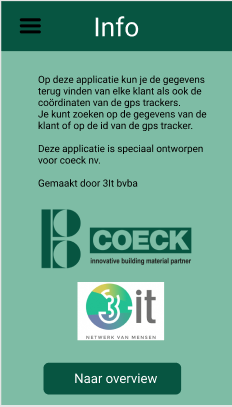 Info
Op deze applicatie kun je de gegevens
terug vinden van elke klant als ook de
coördinaten van de gps trackers.
Je kunt zoeken op de gegevens van de
klant of op de id van de gps tracker.
Deze applicatie is speciaal ontworpen
voor coeck nv.
Gemaakt door 3It bvba
COECK
innovative building material partner
3-it
NETWERK VAN MENSEN
Naar overview